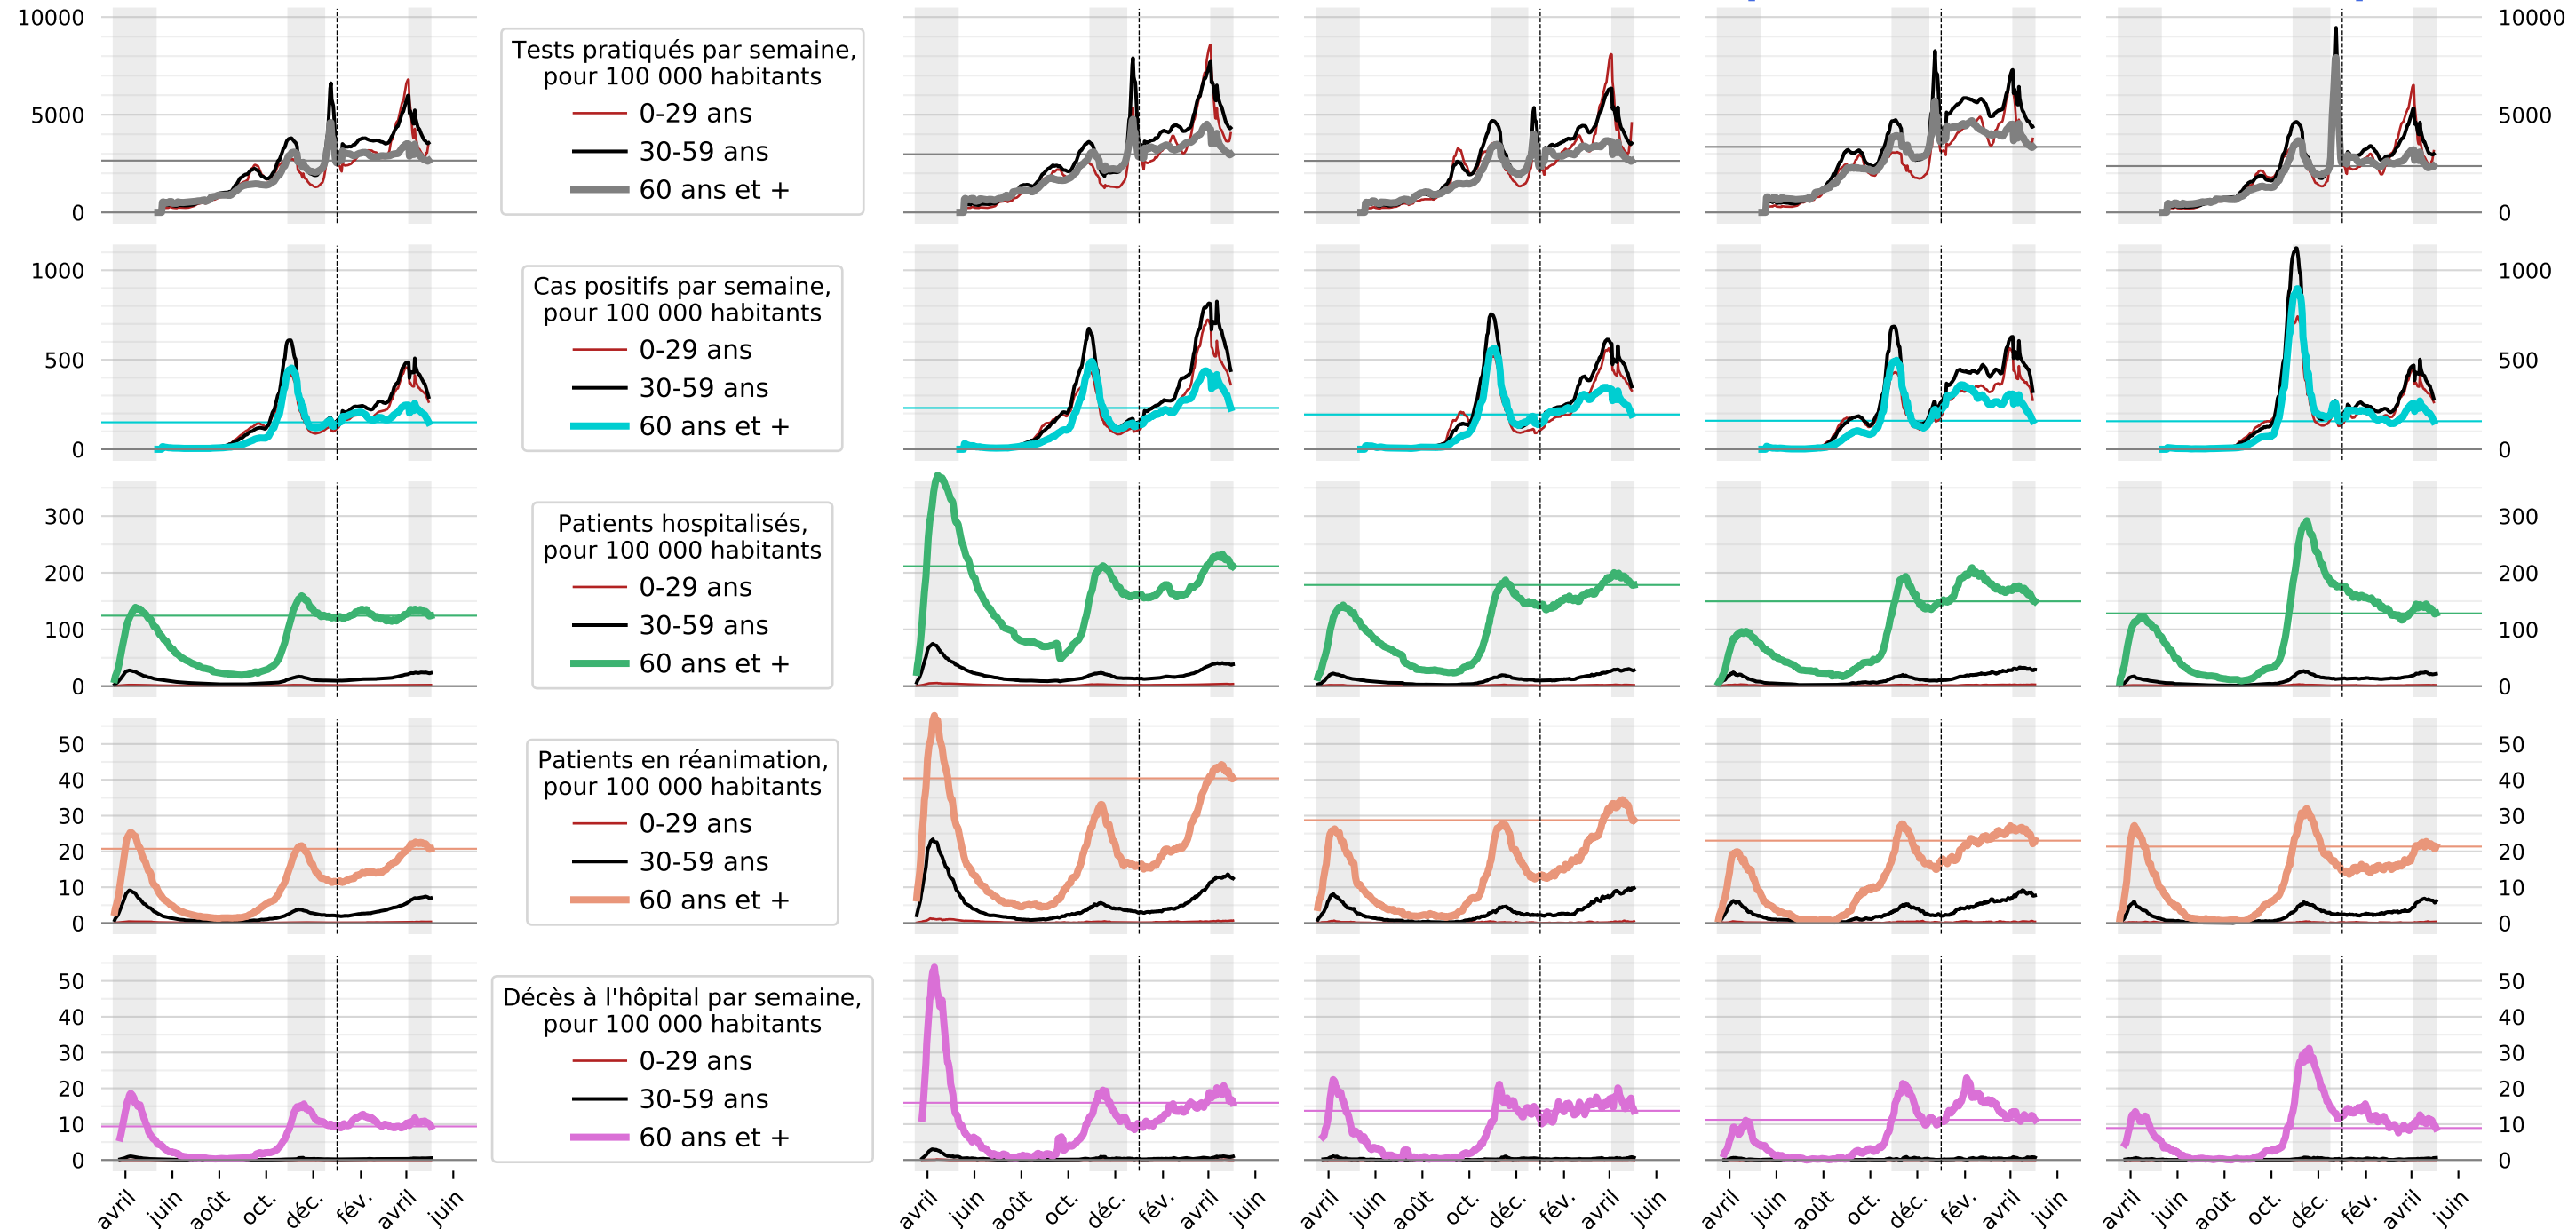 10000
5000
0
Tests pratiqués par semaine,
pour 100 000 habitants
0-29 ans
30-59 ans
60 ans et +
10000
5000
0
1000
500
0
Cas positifs par semaine,
pour 100 000 habitants
0-29 ans
30-59 ans
60 ans et +
1000
500
0
300
200
100
0
Patients hospitalisés,
pour 100 000 habitants
0-29 ans
30-59 ans
60 ans et +
300
200
100
0
50
40
30
20
10
0
Patients en réanimation,
pour 100 000 habitants
0-29 ans
30-59 ans
60 ans et +
50
40
30
20
10
0
50
40
30
20
10
0
Décès à l'hôpital par semaine,
pour 100 000 habitants
0-29 ans
30-59 ans
60 ans et +
50
40
30
20
10
0
avril juin août oct. déc. fév. avril juin
avril juin août oct. déc. fév. avril juin
avril juin août oct. déc. fév. avril juin
avril juin août oct. déc. fév. avril juin
avril juin août oct. déc. fév. avril juin